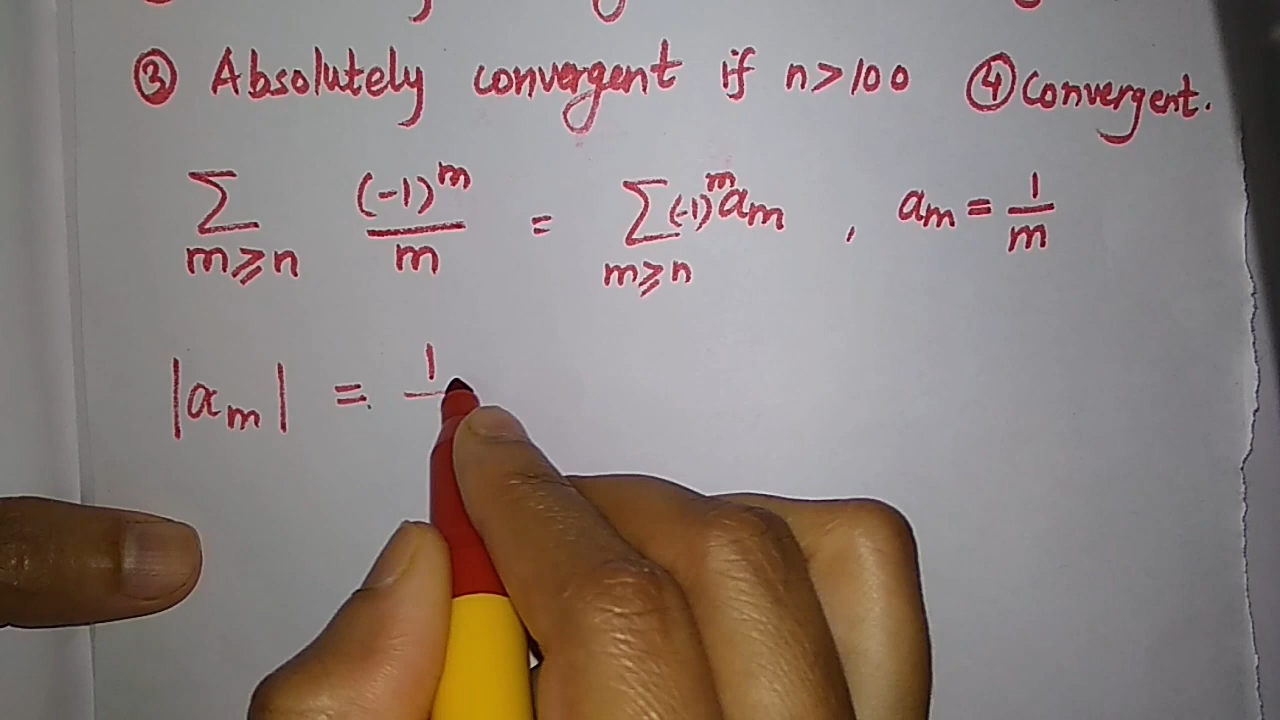 ③ Absolutely convergent if n>100 ④ Convergent.
∑_{m≥n} (-1)^m/m = ∑_{m≥n} (-1)^m a_m , a_m = 1/m
|a_m| = 1